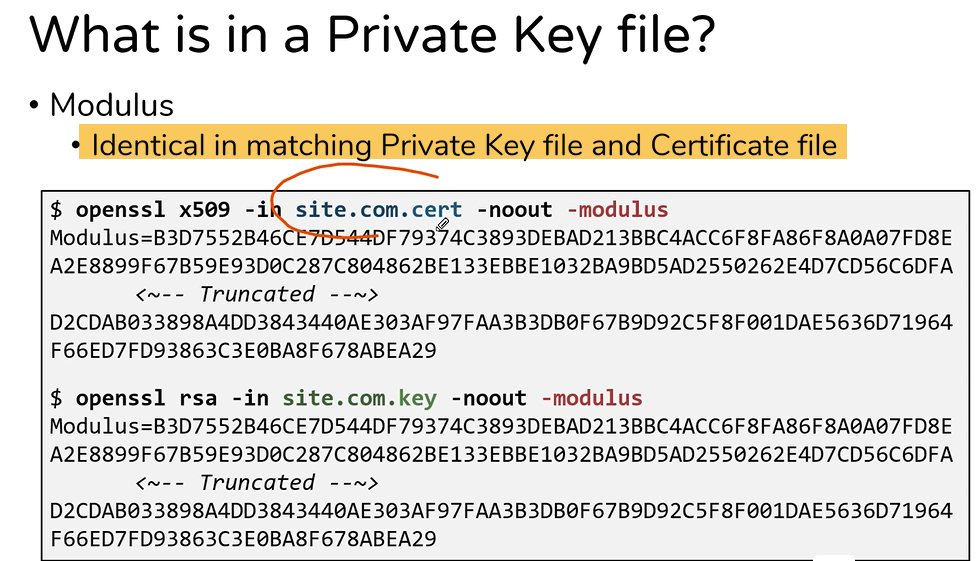 What is in a Private Key file?
• Modulus
• Identical in matching Private Key file and Certificate file
$ openssl x509 -in site.com.cert -noout -modulus
Modulus=B3D7552B46CE7D544DF79374C3893DEBAD213BBC4ACC6F8FA86F8A0A07FD8E
A2E8899F67B59E93D0C287C804862BE133EBBE1032BA9BD5AD2550262E4D7CD56C6DFA
<~-- Truncated --~>
D2CDAB033898A4DD3843440AE303AF97FAA3B3DB0F67B9D92C5F8F001DAE5636D71964
F66ED7FD93863C3E0BA8F678ABEA29
$ openssl rsa -in site.com.key -noout -modulus
Modulus=B3D7552B46CE7D544DF79374C3893DEBAD213BBC4ACC6F8FA86F8A0A07FD8E
A2E8899F67B59E93D0C287C804862BE133EBBE1032BA9BD5AD2550262E4D7CD56C6DFA
<~-- Truncated --~>
D2CDAB033898A4DD3843440AE303AF97FAA3B3DB0F67B9D92C5F8F001DAE5636D71964
F66ED7FD93863C3E0BA8F678ABEA29